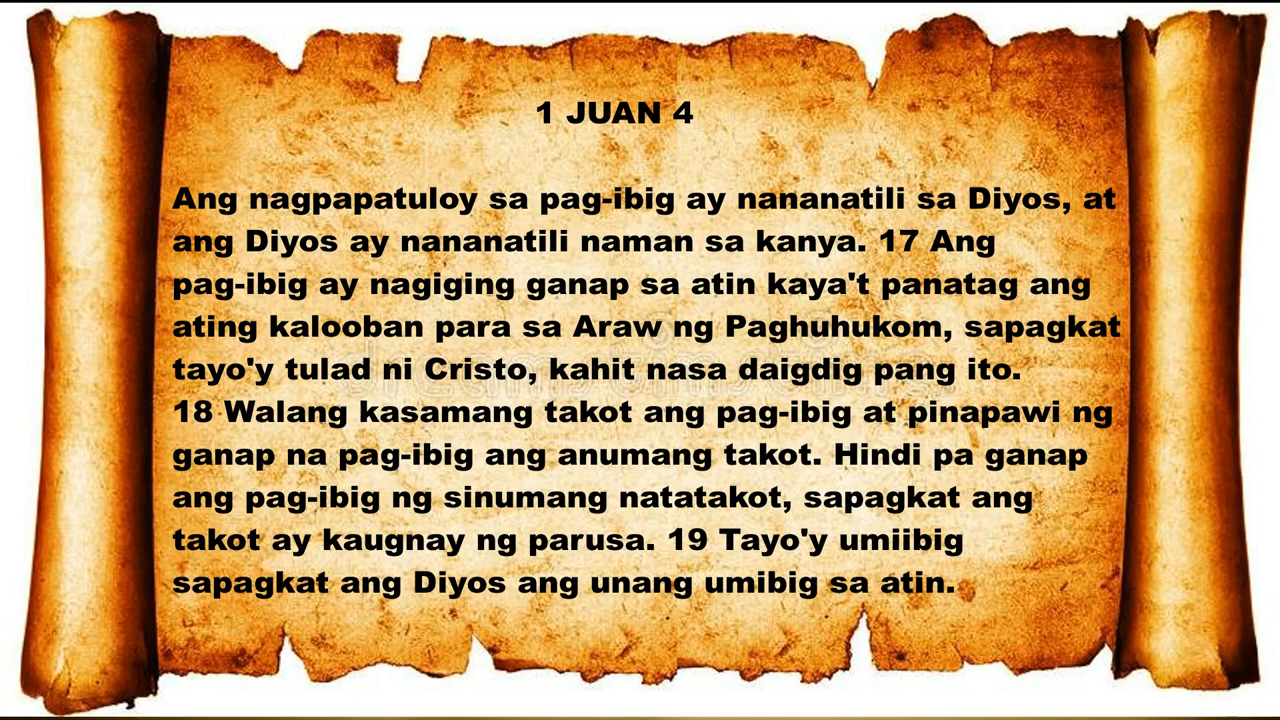 1 JUAN 4
Ang nagpapatuloy sa pag-ibig ay nananatili sa Diyos, at
ang Diyos ay nananatili naman sa kanya. 17 Ang
pag-ibig ay nagiging ganap sa atin kaya't panatag ang
ating kalooban para sa Araw ng Paghuhukom, sapagkat
tayo'y tulad ni Cristo, kahit nasa daigdig pang ito.
18 Walang kasamang takot ang pag-ibig at pinapawi ng
ganap na pag-ibig ang anumang takot. Hindi pa ganap
ang pag-ibig ng sinumang natatakot, sapagkat ang
takot ay kaugnay ng parusa. 19 Tayo'y umiibig
sapagkat ang Diyos ang unang umibig sa atin.